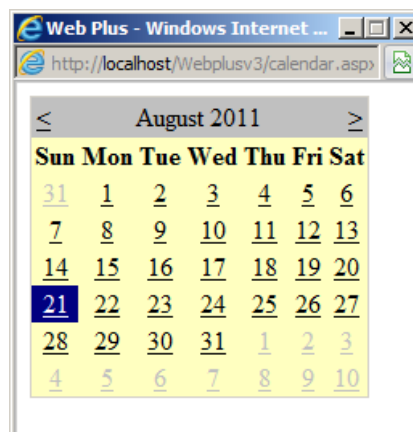 Web Plus - Windows Internet ...
http://localhost/Webplusv3/calendar.aspx
< August 2011 >
Sun Mon Tue Wed Thu Fri Sat
31 1 2 3 4 5 6
7 8 9 10 11 12 13
14 15 16 17 18 19 20
21 22 23 24 25 26 27
28 29 30 31 1 2 3
4 5 6 7 8 9 10